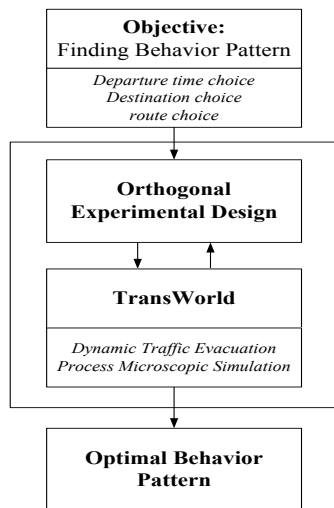 Objective:
Finding Behavior Pattern
Departure time choice
Destination choice
route choice
Orthogonal
Experimental Design
TransWorld
Dynamic Traffic Evacuation
Process Microscopic Simulation
Optimal Behavior
Pattern